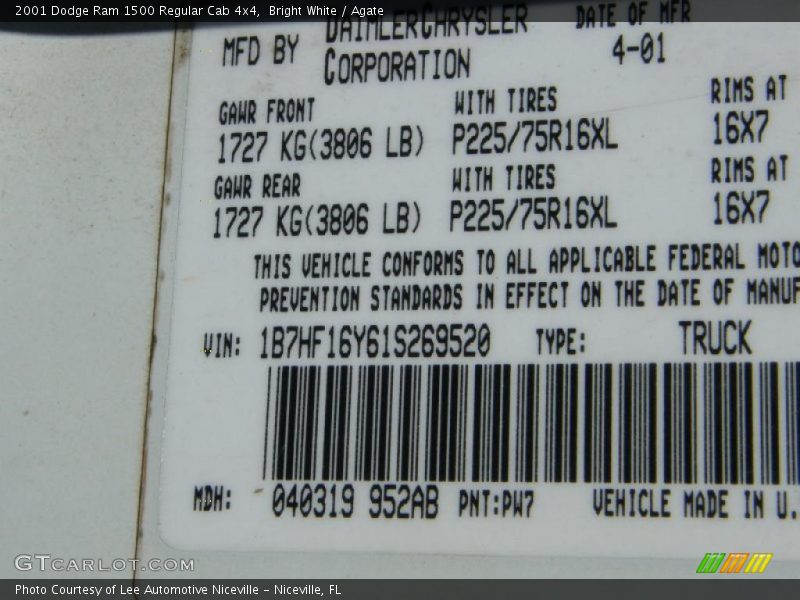 2001 Dodge Ram 1500 Regular Cab 4x4, Bright White / Agate
MFD BY DAIMLERCHRYSLER CORPORATION DATE OF MFR 4-01
GAWR FRONT WITH TIRES RIMS AT
1727 KG(3806 LB) P225/75R16XL 16X7
GAWR REAR WITH TIRES RIMS AT
1727 KG(3806 LB) P225/75R16XL 16X7
THIS VEHICLE CONFORMS TO ALL APPLICABLE FEDERAL MOTO
PREVENTION STANDARDS IN EFFECT ON THE DATE OF MANUF
VIN: 1B7HF16Y61S269520 TYPE: TRUCK
MDH: 040319 952AB PNT:PW7 VEHICLE MADE IN U.
GTCarLot.com
Photo Courtesy of Lee Automotive Niceville – Niceville, FL